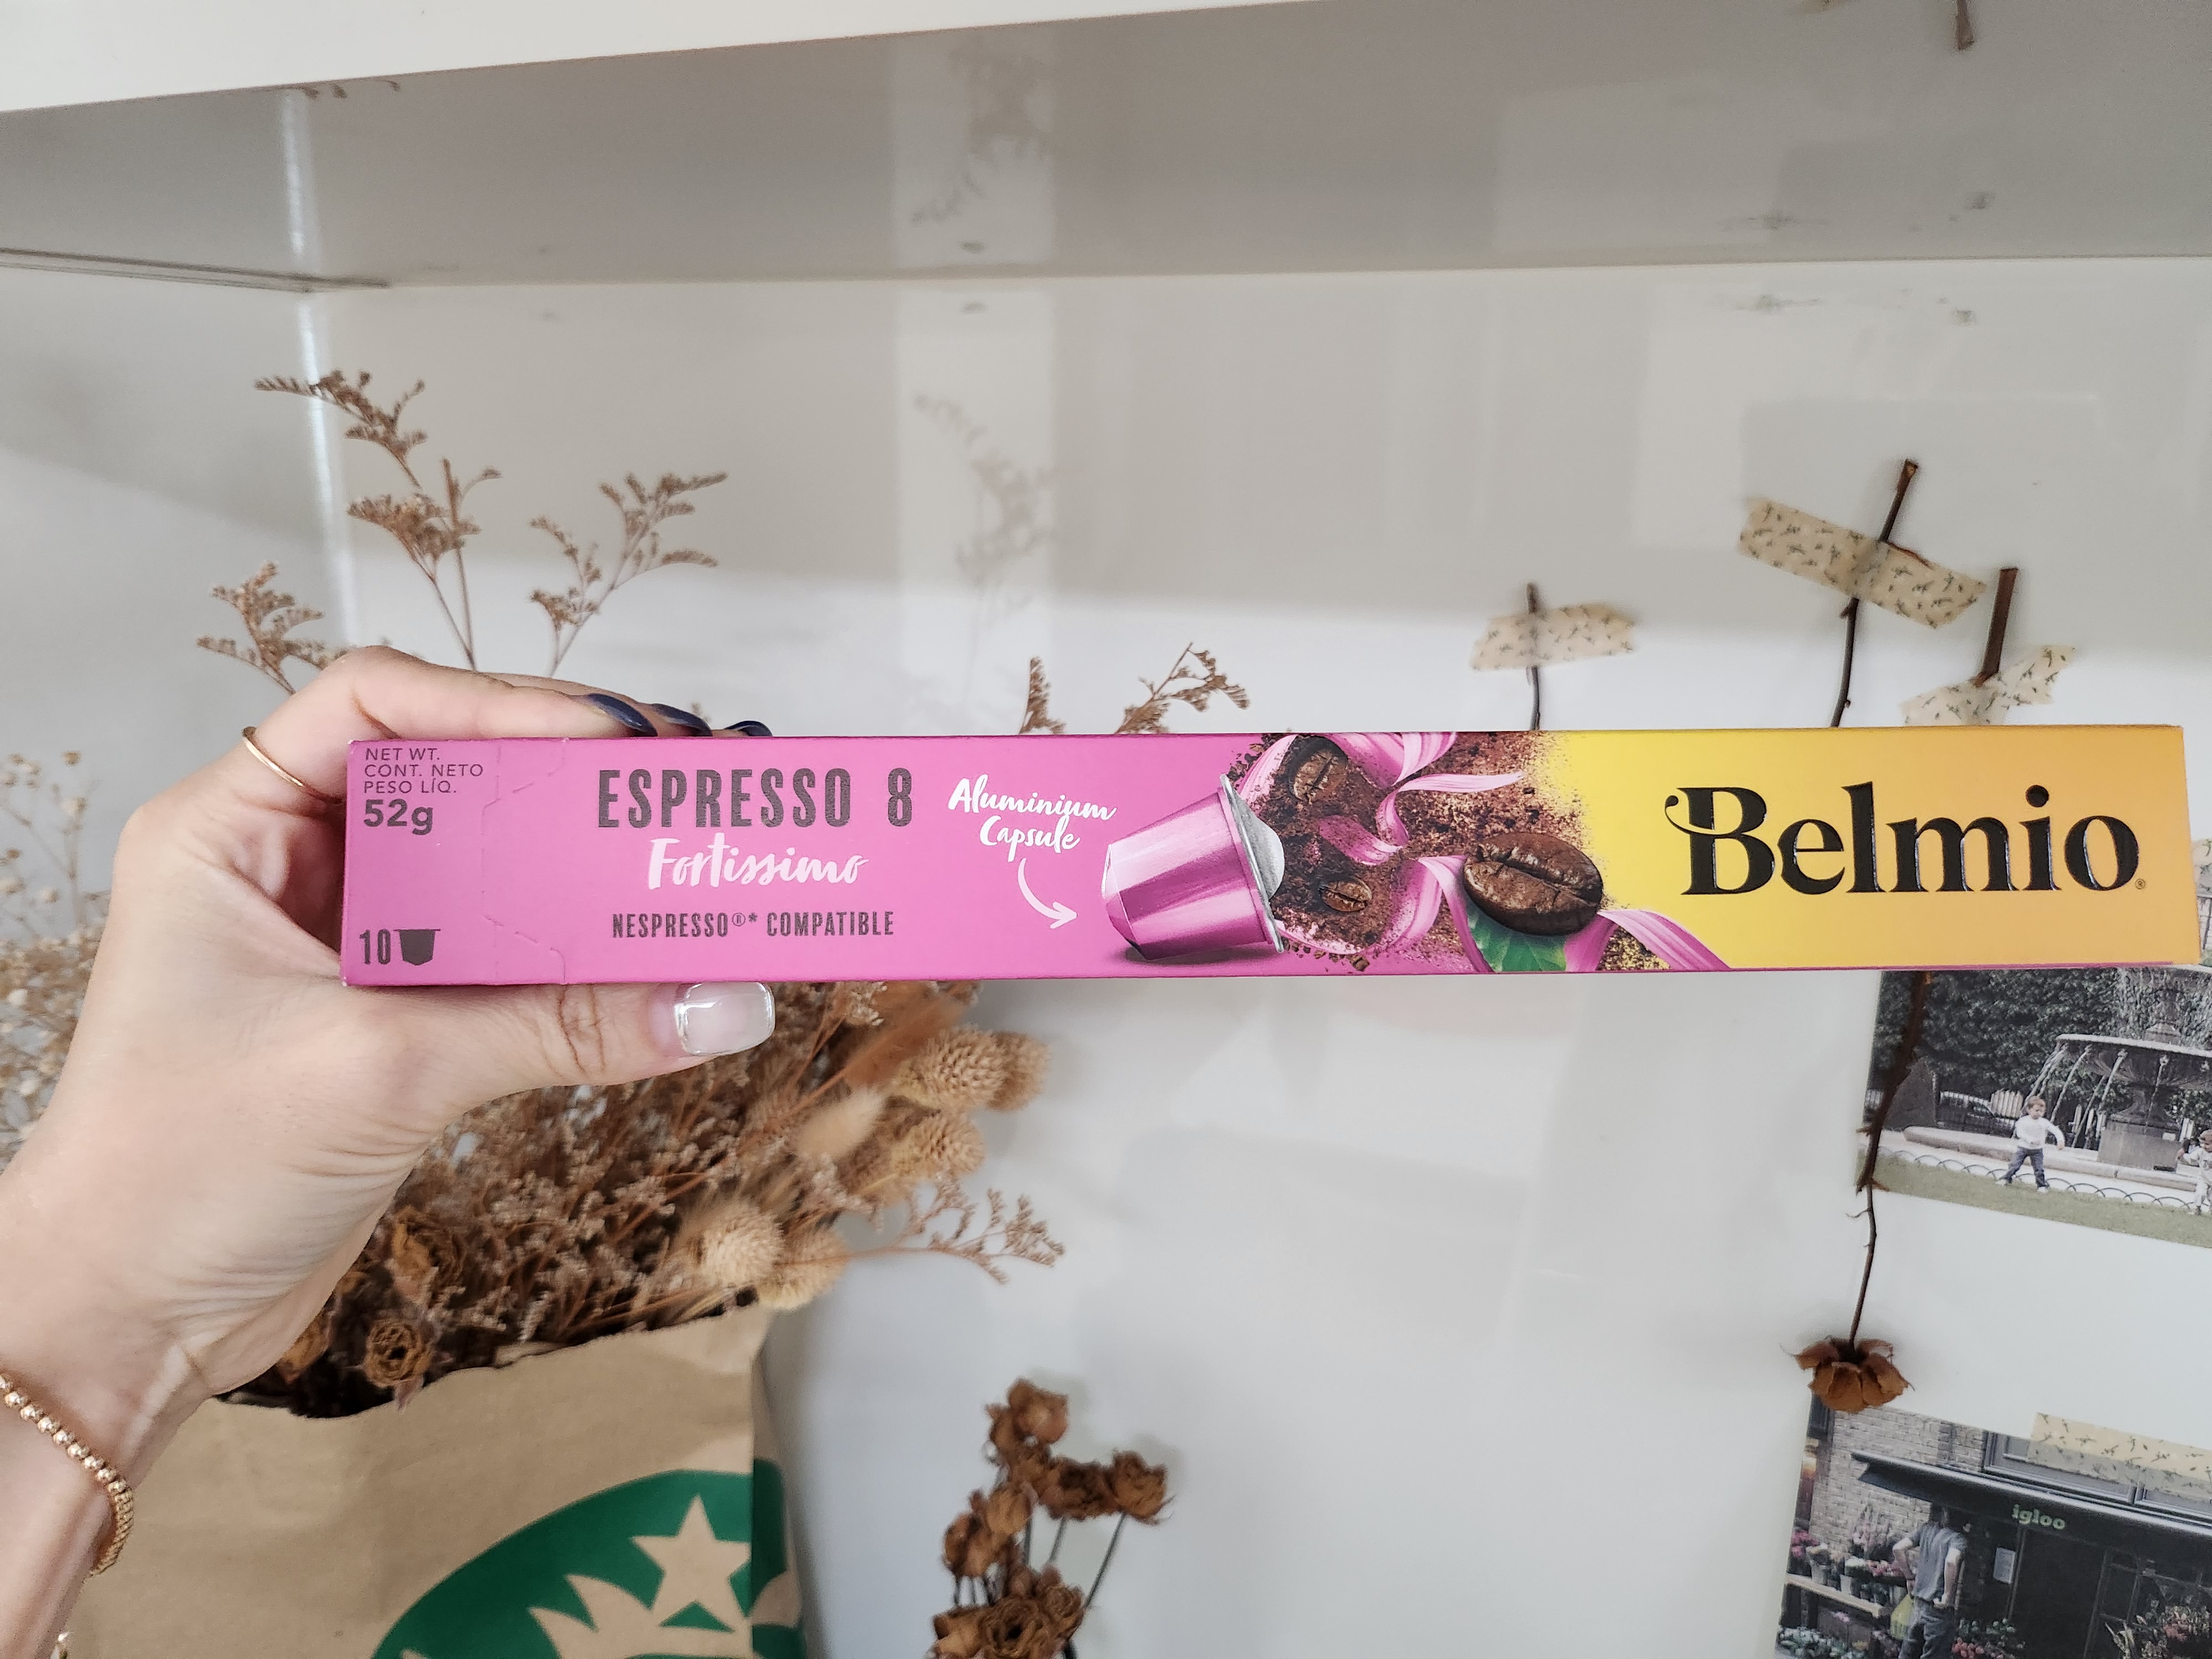 NET WT.
CONT. NETO
PESO LÍQ.
52g
10
ESPRESSO 8
Fortissimo
NESPRESSO®* COMPATIBLE
Aluminium
Capsule
Belmio®
igloo